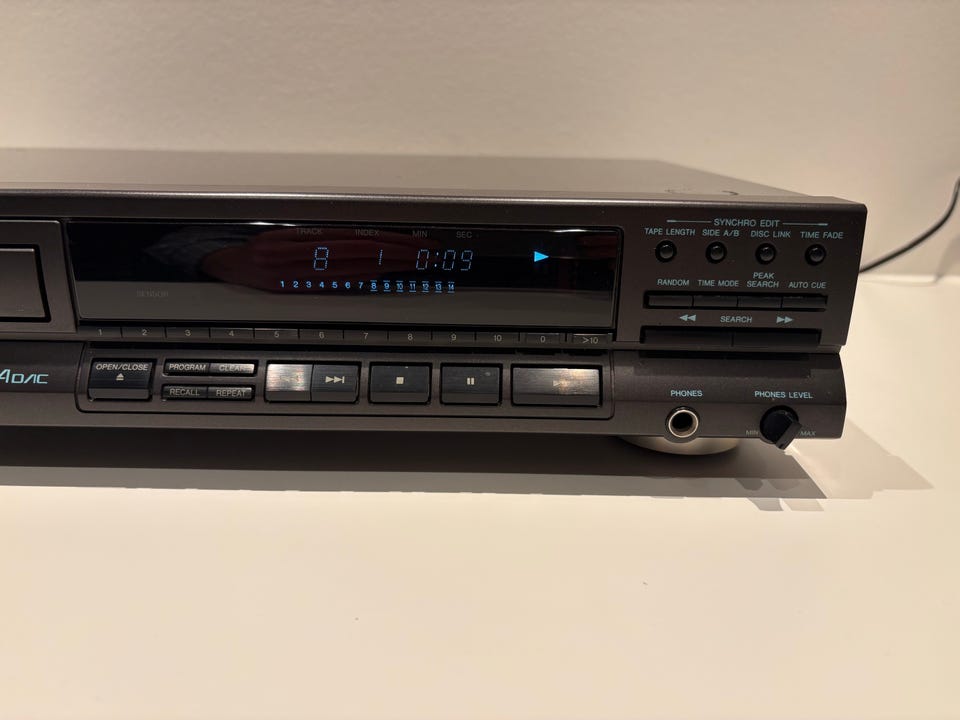 SYNCHRO EDIT
TAPE LENGTH SIDE A/B DISC LINK TIME FADE
TRACK INDEX MIN SEC
8 1 0:09
1 2 3 4 5 6 7 8 9 10 11 12 13 14
SENSOR
RANDOM TIME MODE PEAK SEARCH AUTO CUE
SEARCH
1 2 3 4 5 6 7 8 9 10 0 >10
OPEN/CLOSE
PROGRAM CLEAR
RECALL REPEAT
PHONES PHONES LEVEL
MIN MAX